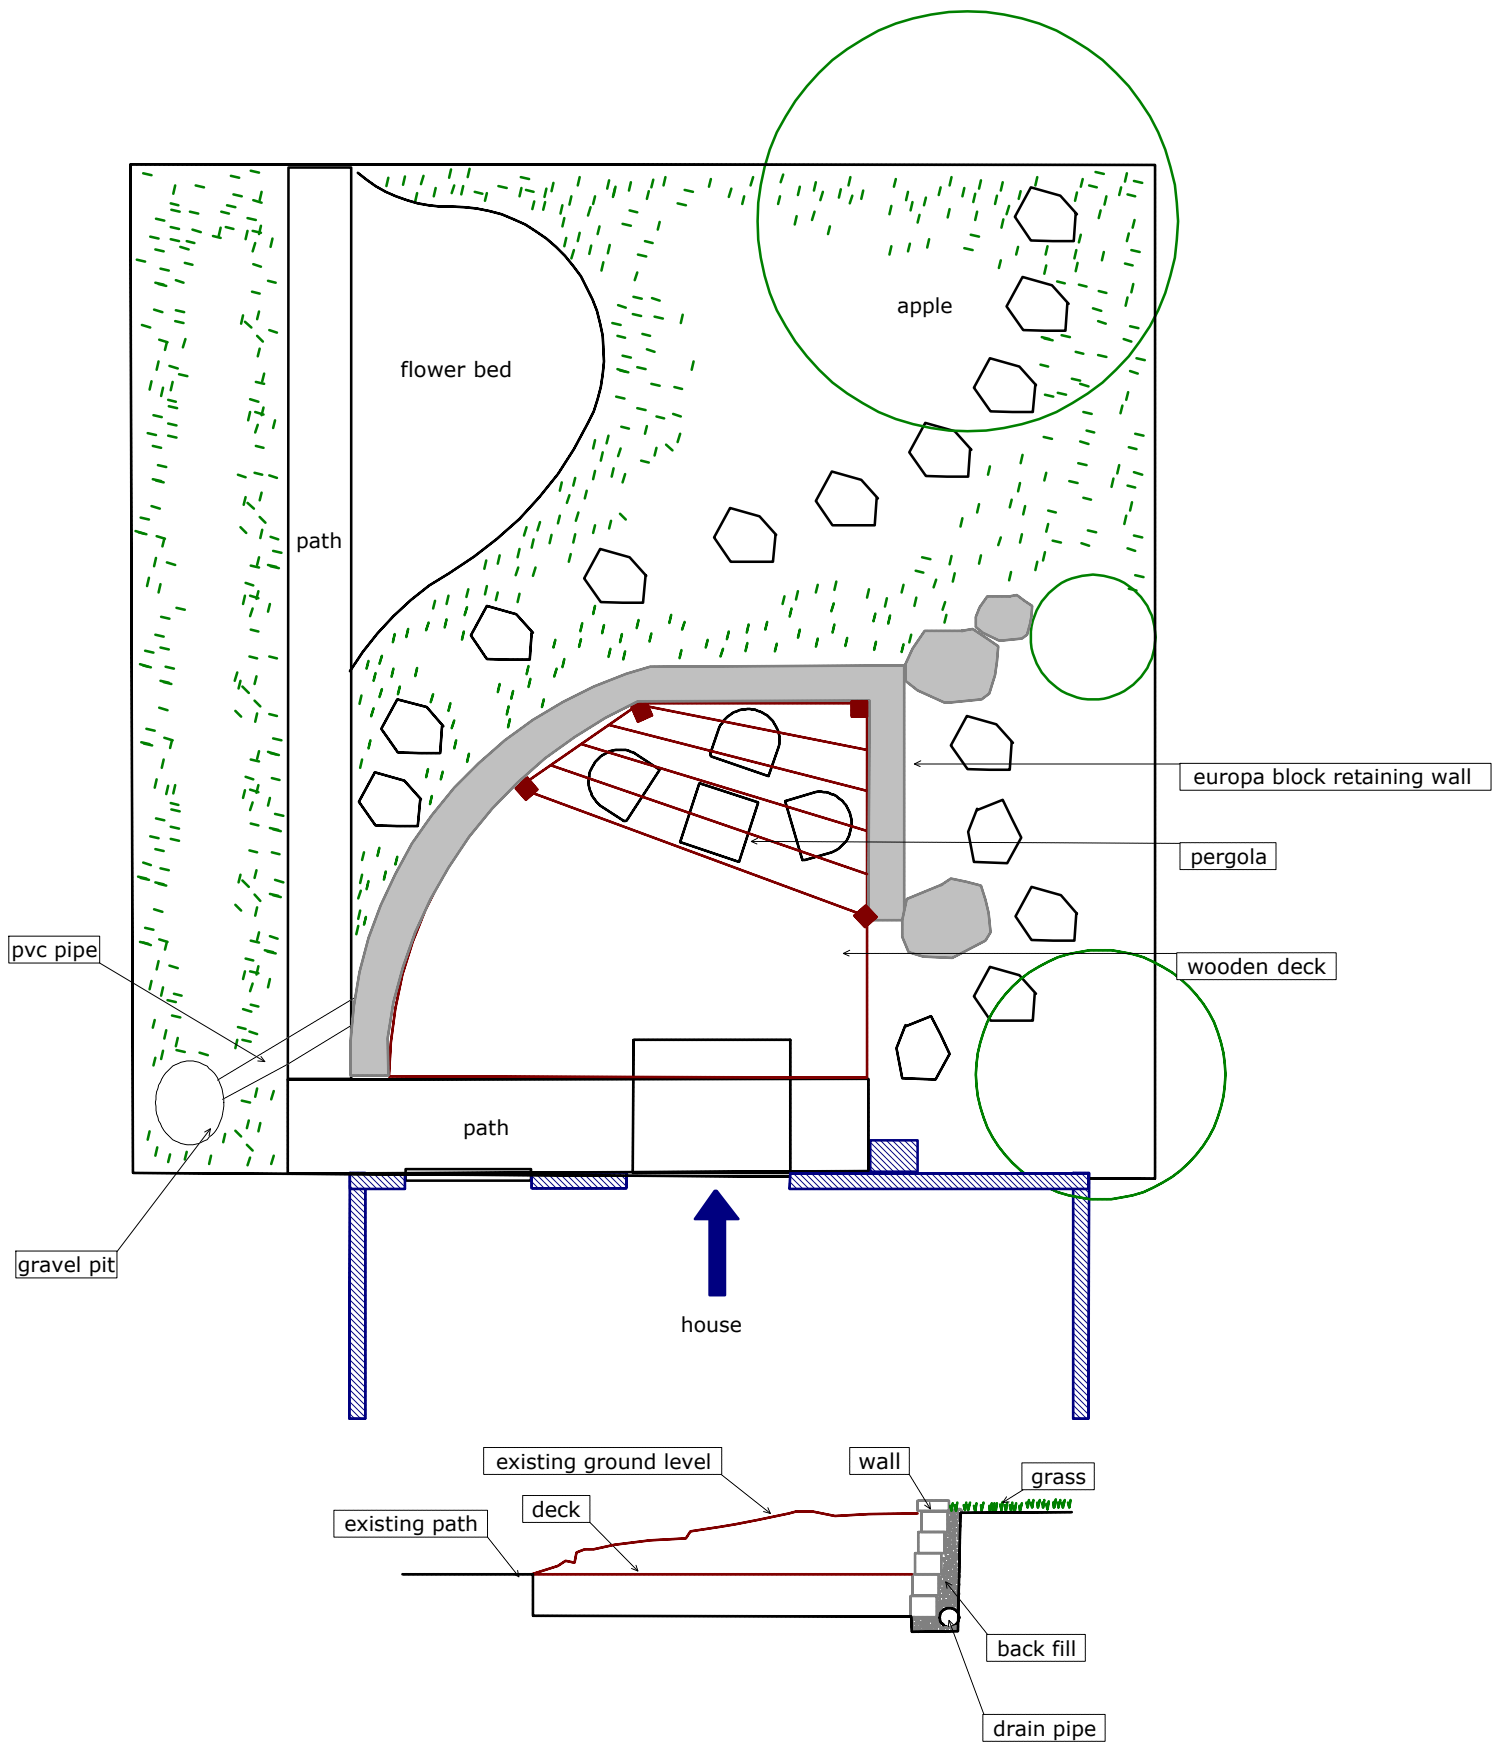 apple
flower bed
path
europa block retaining wall
pergola
pvc pipe
wooden deck
path
gravel pit
house
existing ground level
wall
grass
deck
existing path
back fill
drain pipe